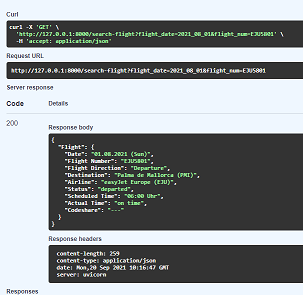 Curl
curl -X 'GET' \
'http://127.0.0.1:8000/search-flight?flight_date=2021_08_01&flight_num=EJU5801' \
-H 'accept: application/json'
Request URL
http://127.0.0.1:8000/search-flight?flight_date=2021_08_01&flight_num=EJU5801
Server response
Code Details
200
Response body
{
"Flight": {
"Date": "01.08.2021 (Son)",
"Flight Number": "EJU5801",
"Flight Direction": "Departure",
"Destination": "Palma de Mallorca (PMI)",
"Airline": "easyJet Europe (EJU)",
"Status": "departed",
"Scheduled Time": "06:00 Uhr",
"Actual Time": "on time",
"Codeshare": "---"
}
}
Response headers
content-length: 259
content-type: application/json
date: Mon,20 Sep 2021 10:16:47 GMT
server: uvicorn
Responses